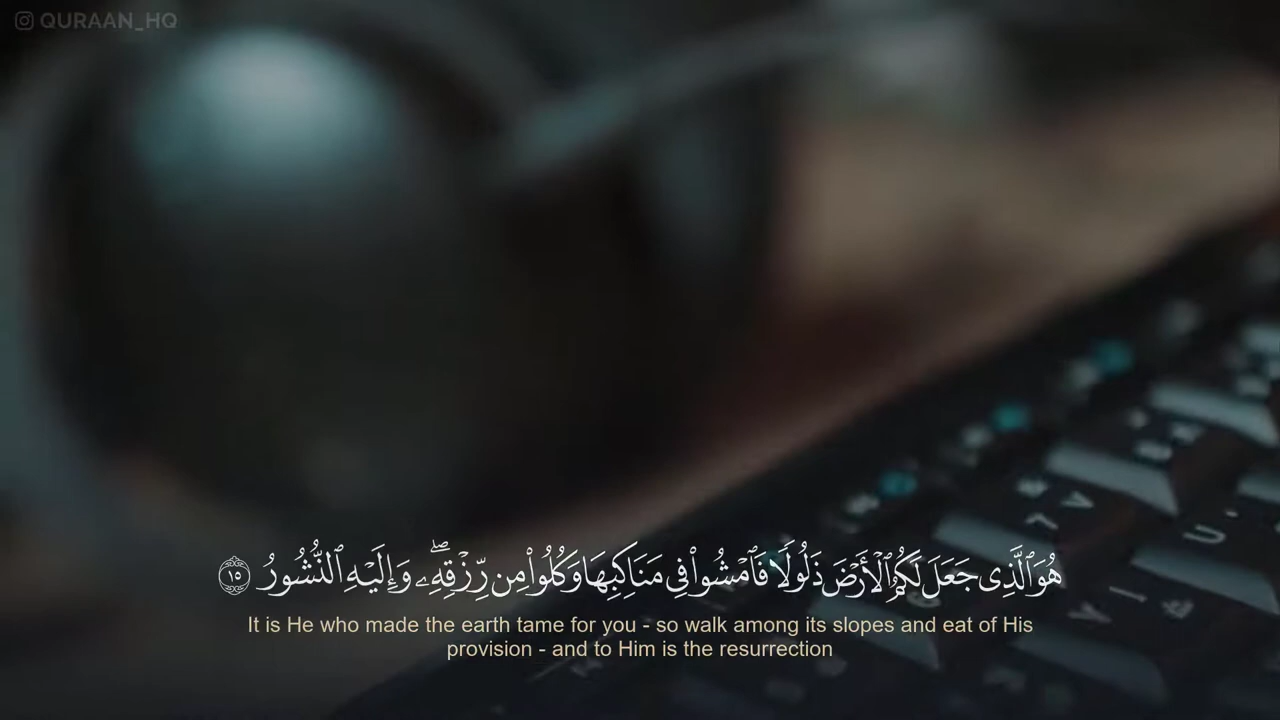 QURAAN_HQ
هُوَ ٱلَّذِى جَعَلَ لَكُمُ ٱلْأَرْضَ ذَلُولًا فَٱمْشُوا۟ فِى مَنَاكِبِهَا وَكُلُوا۟ مِن رِّزْقِهِۦ ۖ وَإِلَيْهِ ٱلنُّشُورُ ١٥
It is He who made the earth tame for you - so walk among its slopes and eat of His
provision - and to Him is the resurrection